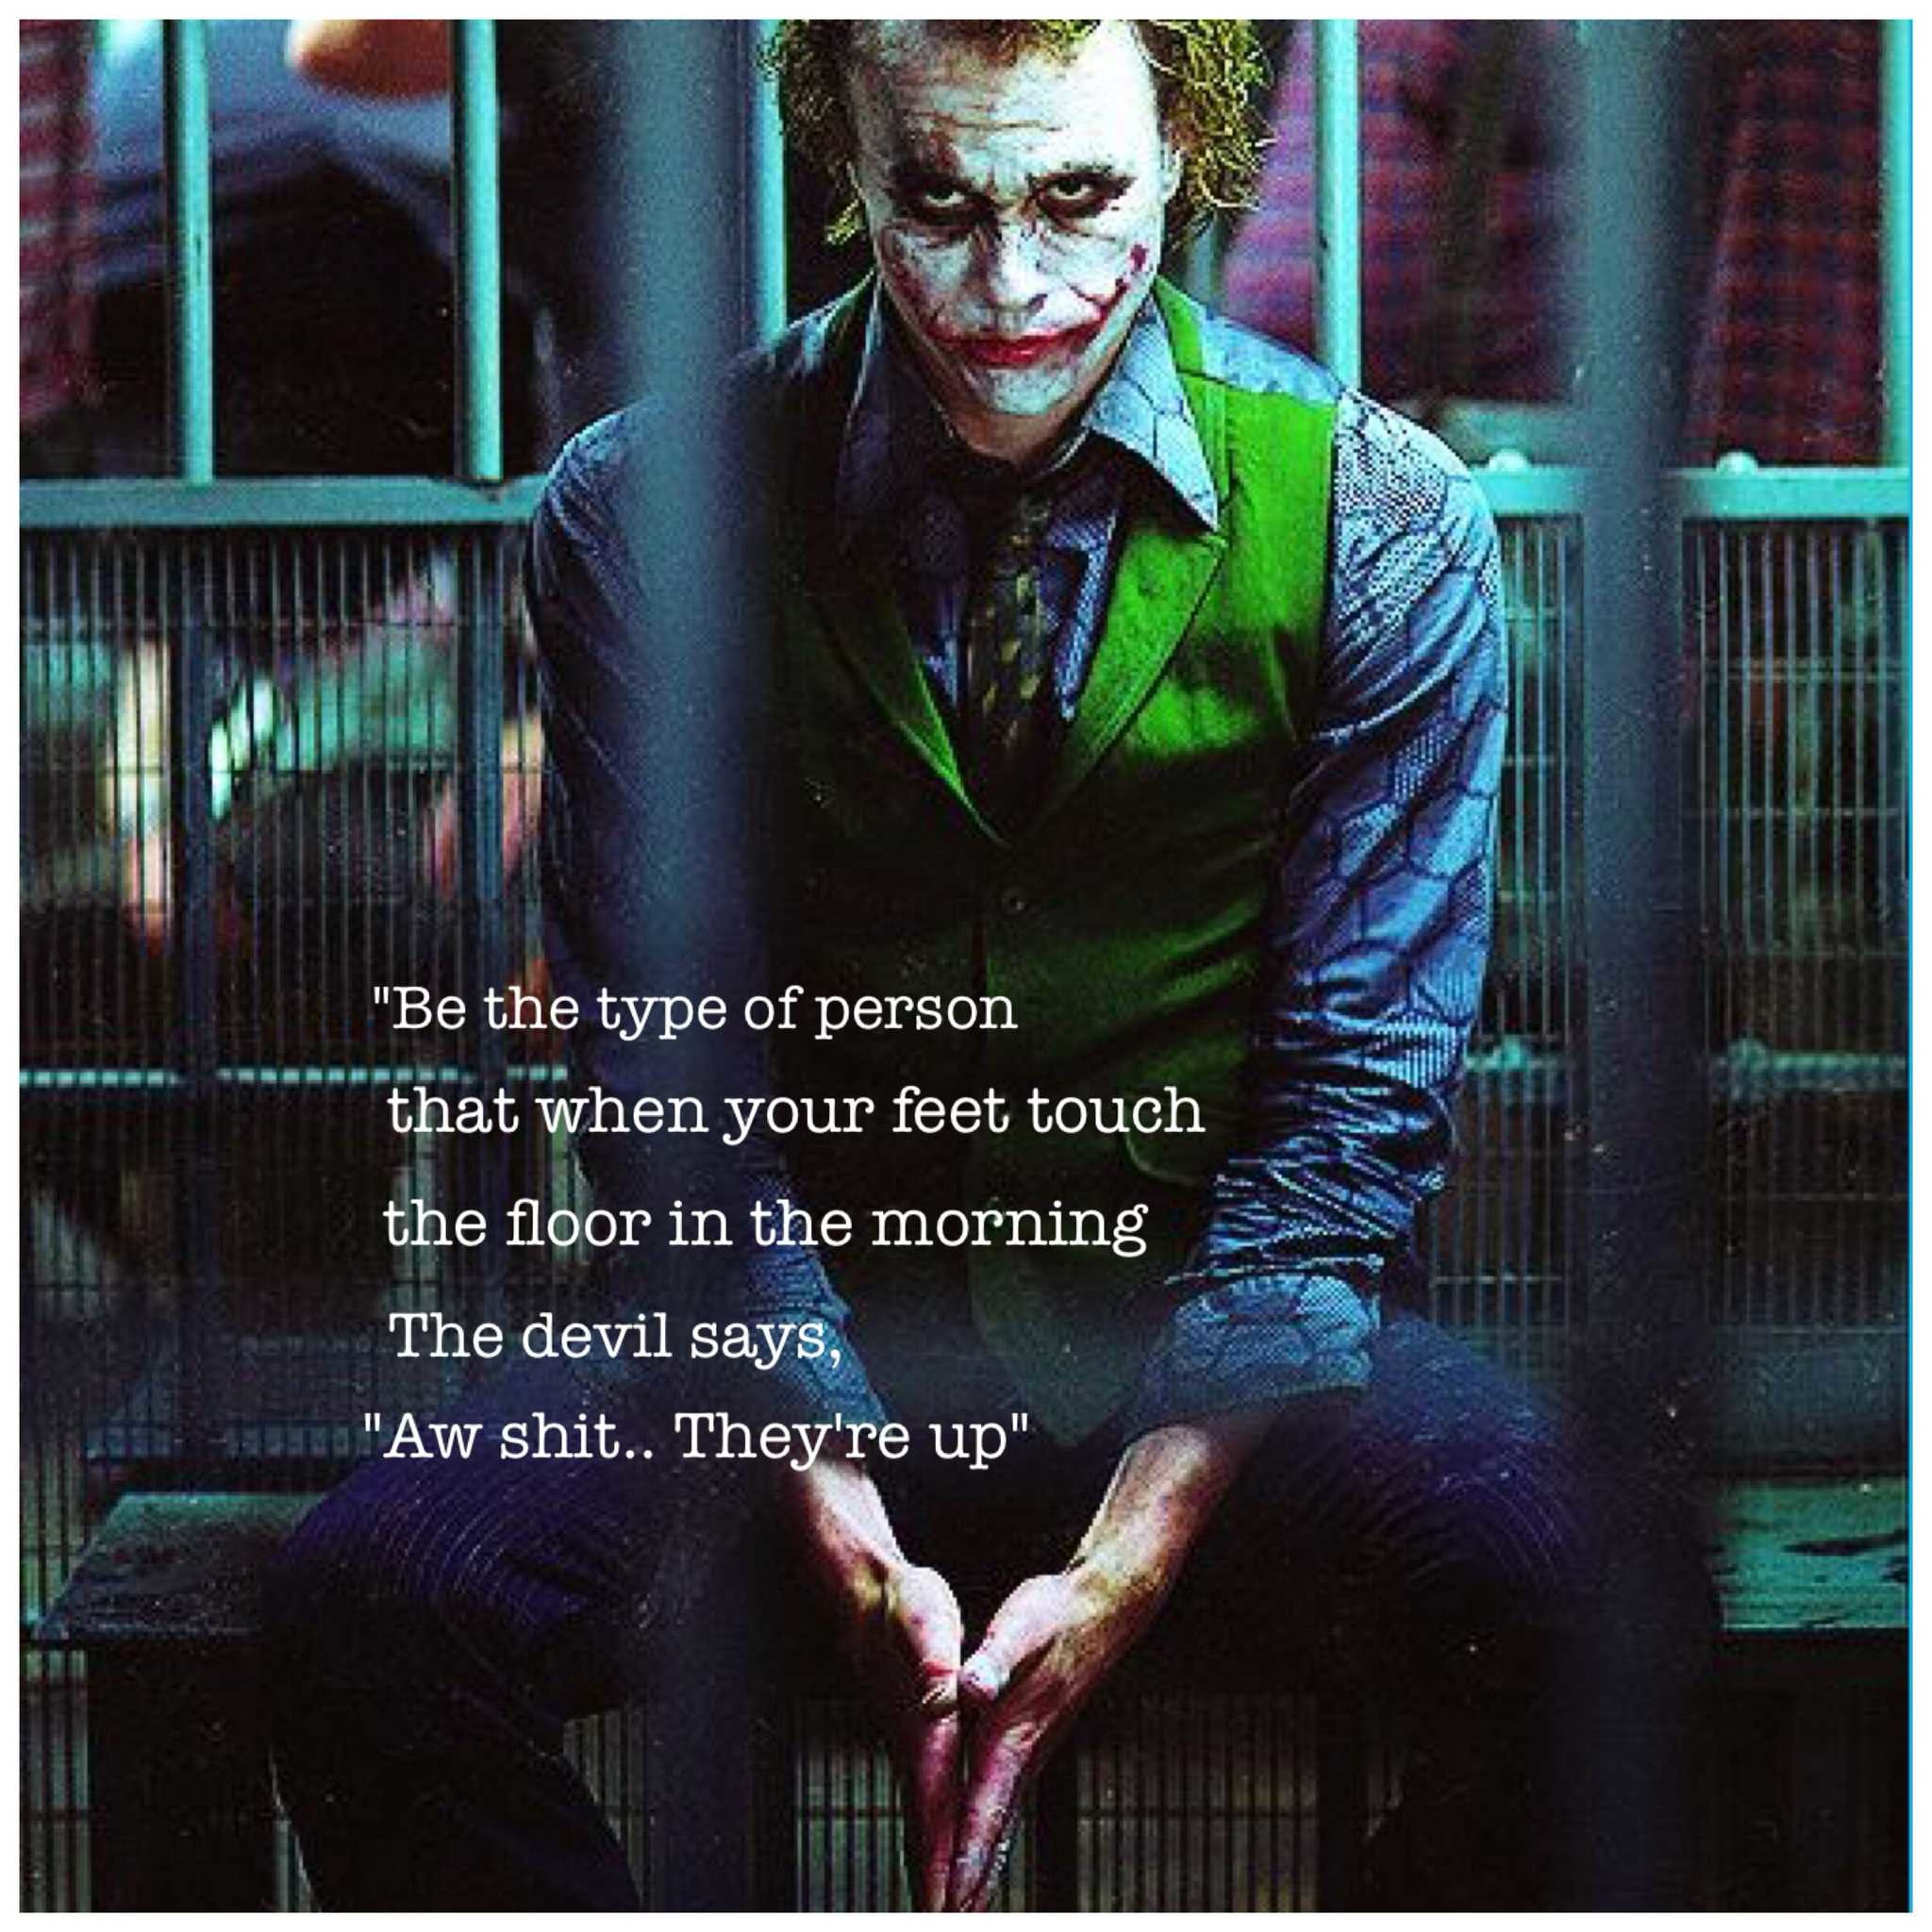 "Be the type of person
that when your feet touch
the floor in the morning
The devil says,
"Aw shit.. They're up"